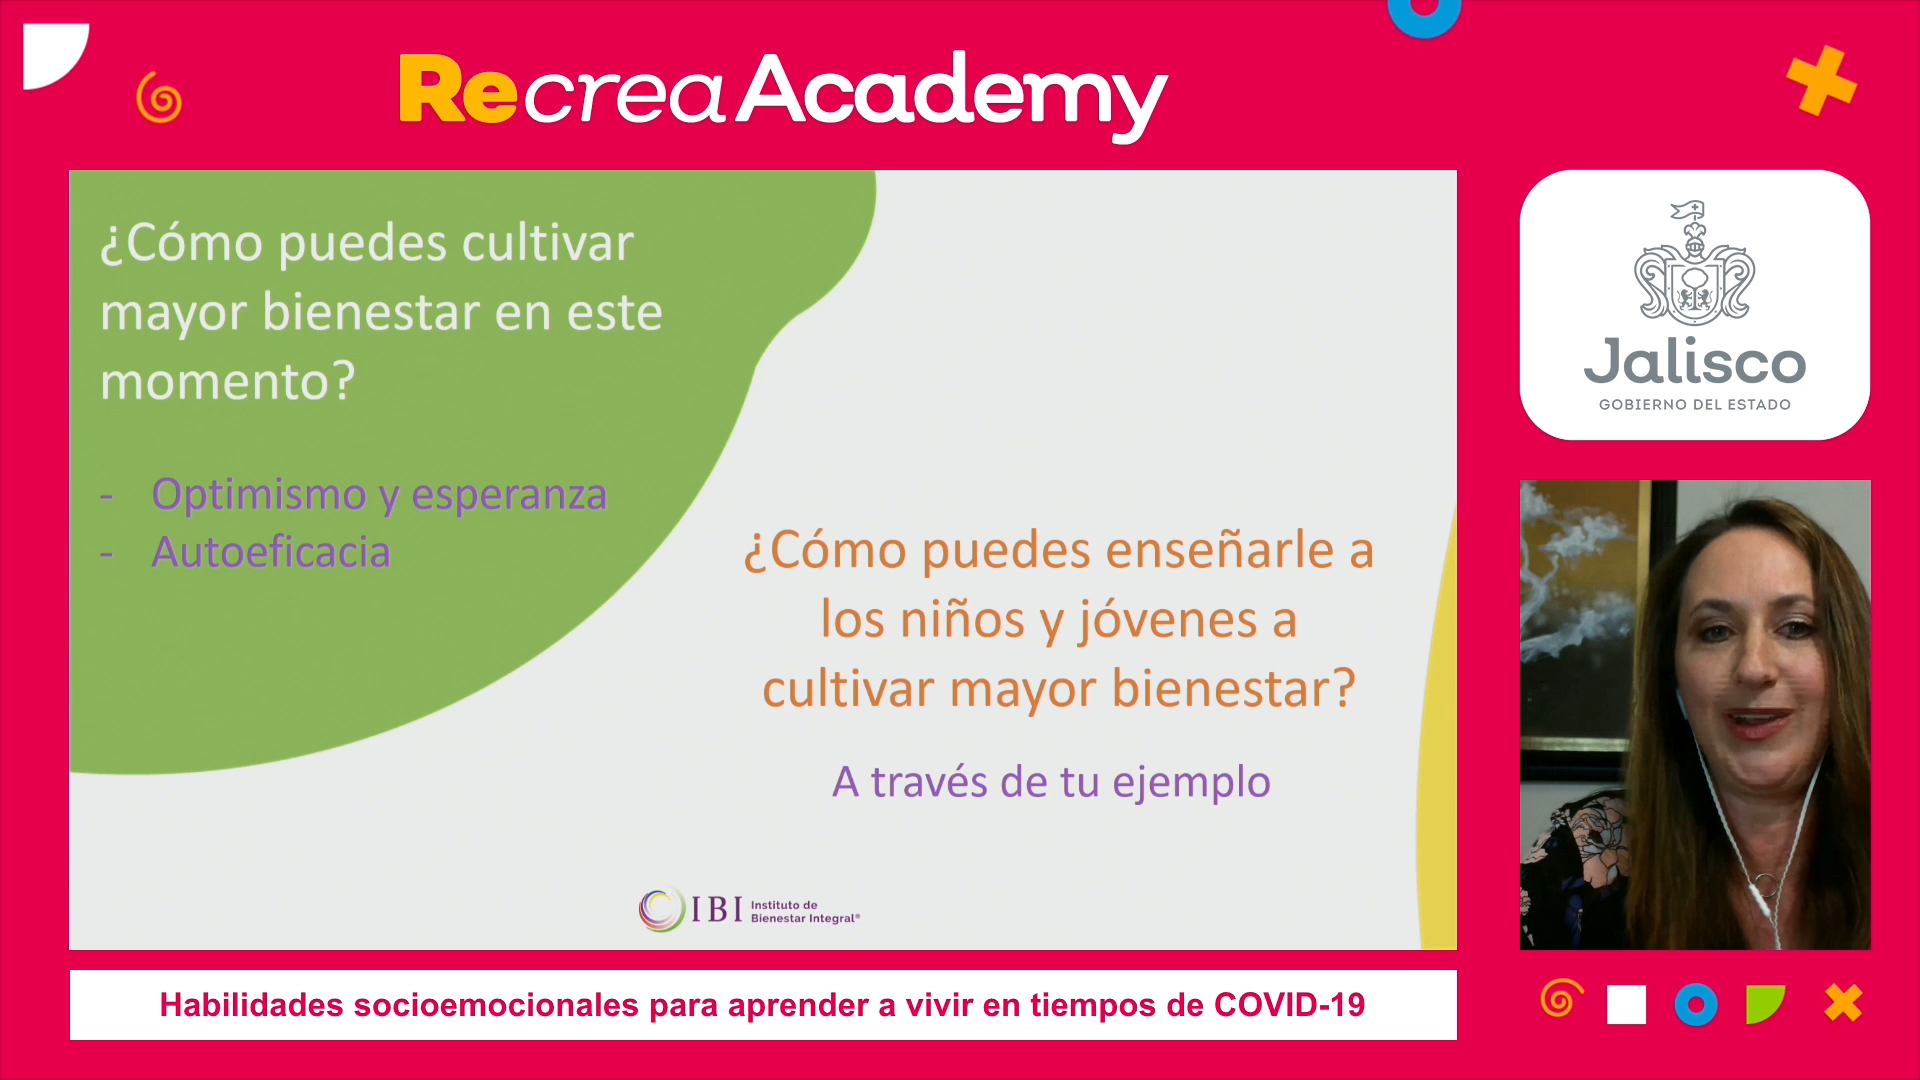 RecreaAcademy
¿Cómo puedes cultivar
mayor bienestar en este
momento?
- Optimismo y esperanza
- Autoeficacia
¿Cómo puedes enseñarle a
los niños y jóvenes a
cultivar mayor bienestar?
A través de tu ejemplo
IBI Instituto de
Bienestar Integral®
Jalisco
GOBIERNO DEL ESTADO
Habilidades socioemocionales para aprender a vivir en tiempos de COVID-19